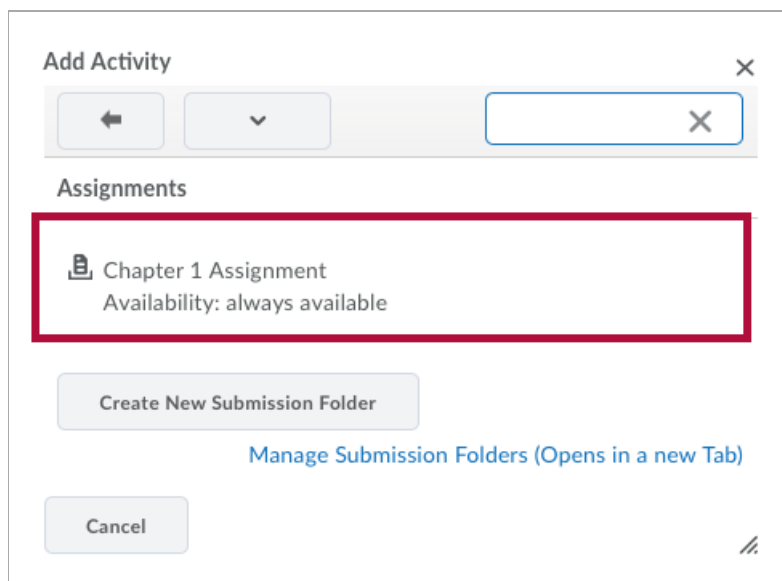 Add Activity
Assignments
Chapter 1 Assignment
Availability: always available
Create New Submission Folder
Manage Submission Folders (Opens in a new Tab)
Cancel